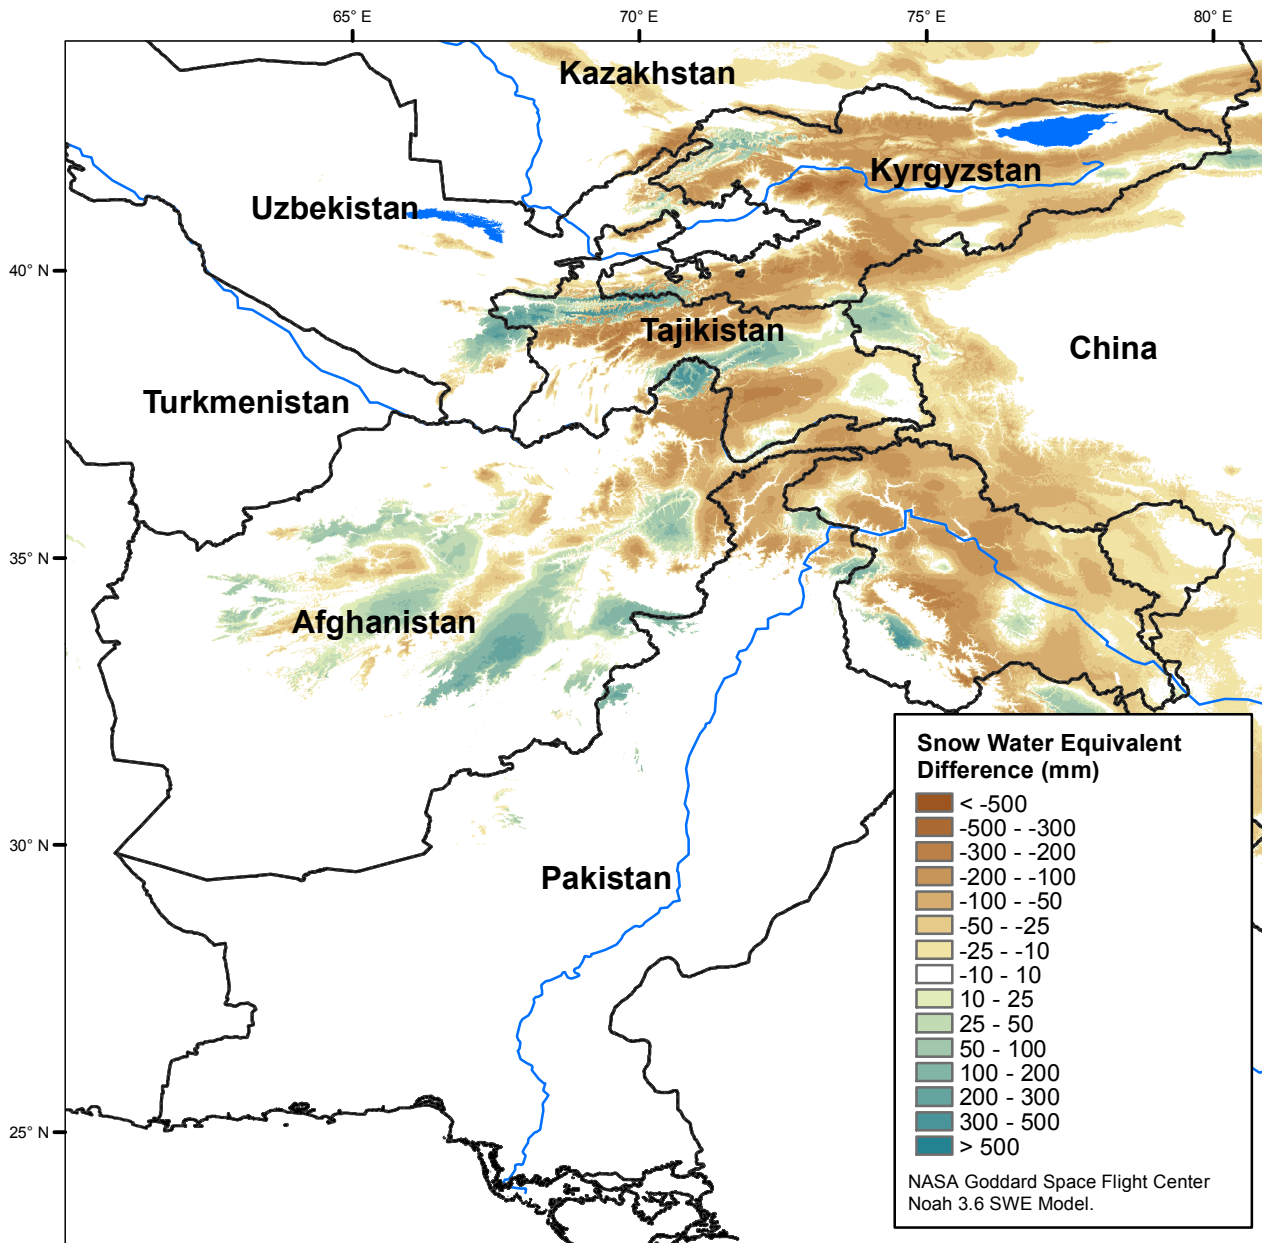 65° E
70° E
75° E
80° E
Kazakhstan
Kyrgyzstan
Uzbekistan
40° N
Tajikistan
China
Turkmenistan
35° N
Afghanistan
Snow Water Equivalent
Difference (mm)
< -500
-500 - -300
-300 - -200
-200 - -100
-100 - -50
-50 - -25
-25 - -10
-10 - 10
10 - 25
25 - 50
50 - 100
100 - 200
200 - 300
300 - 500
> 500
NASA Goddard Space Flight Center
Noah 3.6 SWE Model.
30° N
Pakistan
25° N